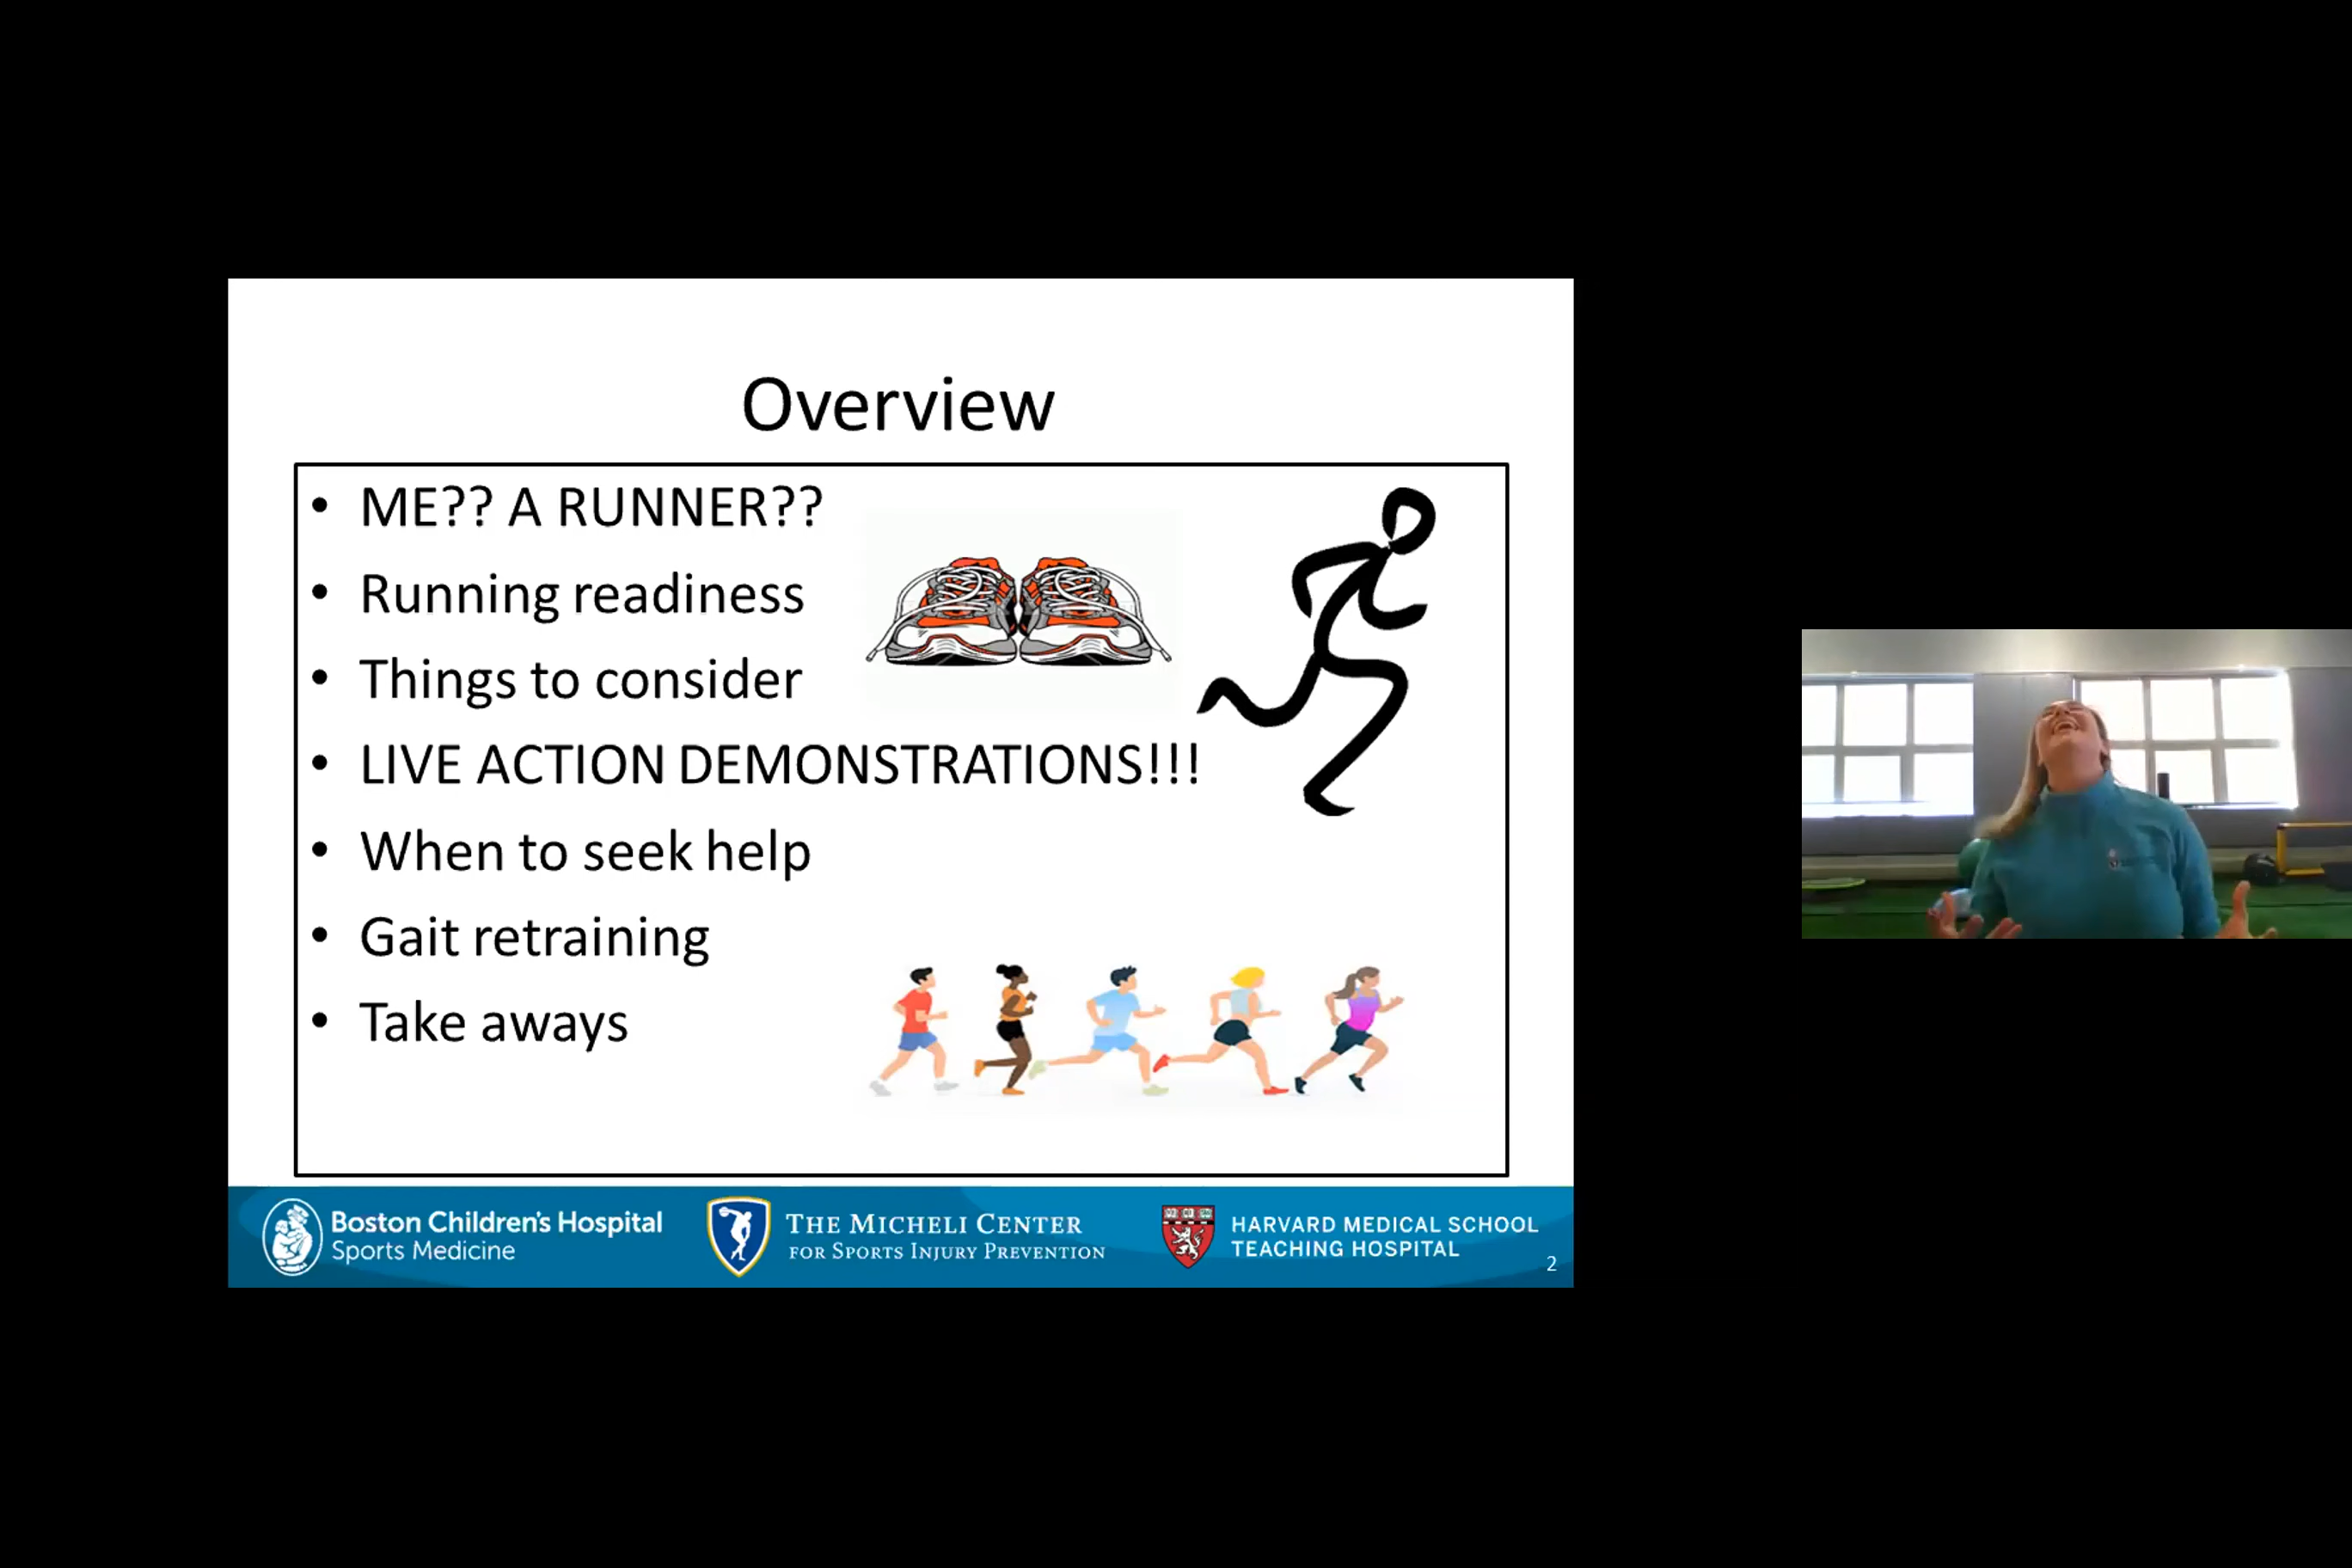 Overview
• ME?? A RUNNER??
• Running readiness
• Things to consider
• LIVE ACTION DEMONSTRATIONS!!!
• When to seek help
• Gait retraining
• Take aways
Boston Children's Hospital
Sports Medicine
THE MICHELI CENTER
FOR SPORTS INJURY PREVENTION
HARVARD MEDICAL SCHOOL
TEACHING HOSPITAL
2